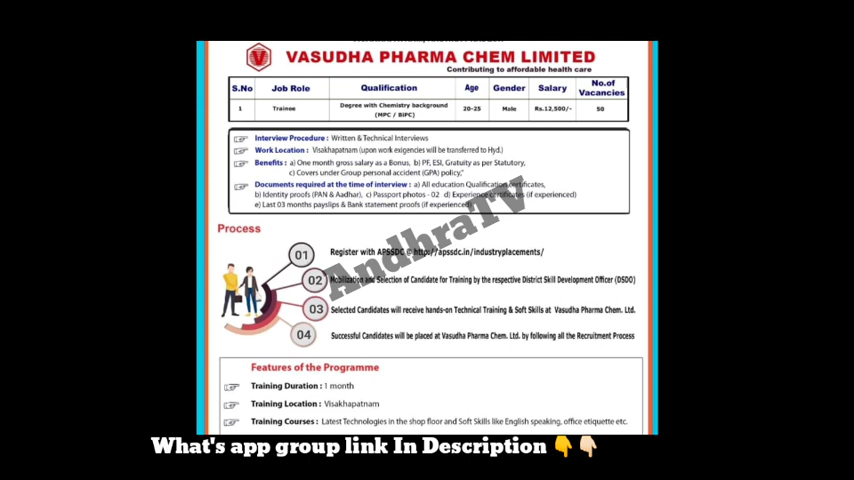 VASUDHA PHARMA CHEM LIMITED
Contributing to affordable health care
S.No Job Role Qualification Age Gender Salary No.of Vacancies
1 Trainee Degree with Chemistry background (MPC / BiPC) 20-25 Male Rs.12,500/- 50
Interview Procedure : Written & Technical Interviews
Work Location : Visakhapatnam (upon work exigencies will be transferred to Hyd.)
Benefits : a) One month gross salary as a Bonus, b) PF, ESI, Gratuity as per Statutory,
c) Covers under Group personal accident (GPA) policy,"
Documents required at the time of interview : a) All education Qualification certificates,
b) Identity proofs (PAN & Aadhar), c) Passport photos - 02 d) Experience certificates (if experienced)
e) Last 03 months payslips & Bank statement proofs (if experienced)
AndhraTv
Process
01 Register with APSSDC @ http://apssdc.in/industryplacements/
02 Mobilization and Selection of Candidate for Training by the respective District Skill Development Officer (DSDO)
03 Selected Candidates will receive hands-on Technical Training & Soft Skills at Vasudha Pharma Chem. Ltd.
04 Successful Candidates will be placed at Vasudha Pharma Chem. Ltd. by following all the Recruitment Process
Features of the Programme
Training Duration : 1 month
Training Location : Visakhapatnam
Training Courses : Latest Technologies in the shop floor and Soft Skills like English speaking, office etiquette etc.
What's app group link In Description 👇👇🏻